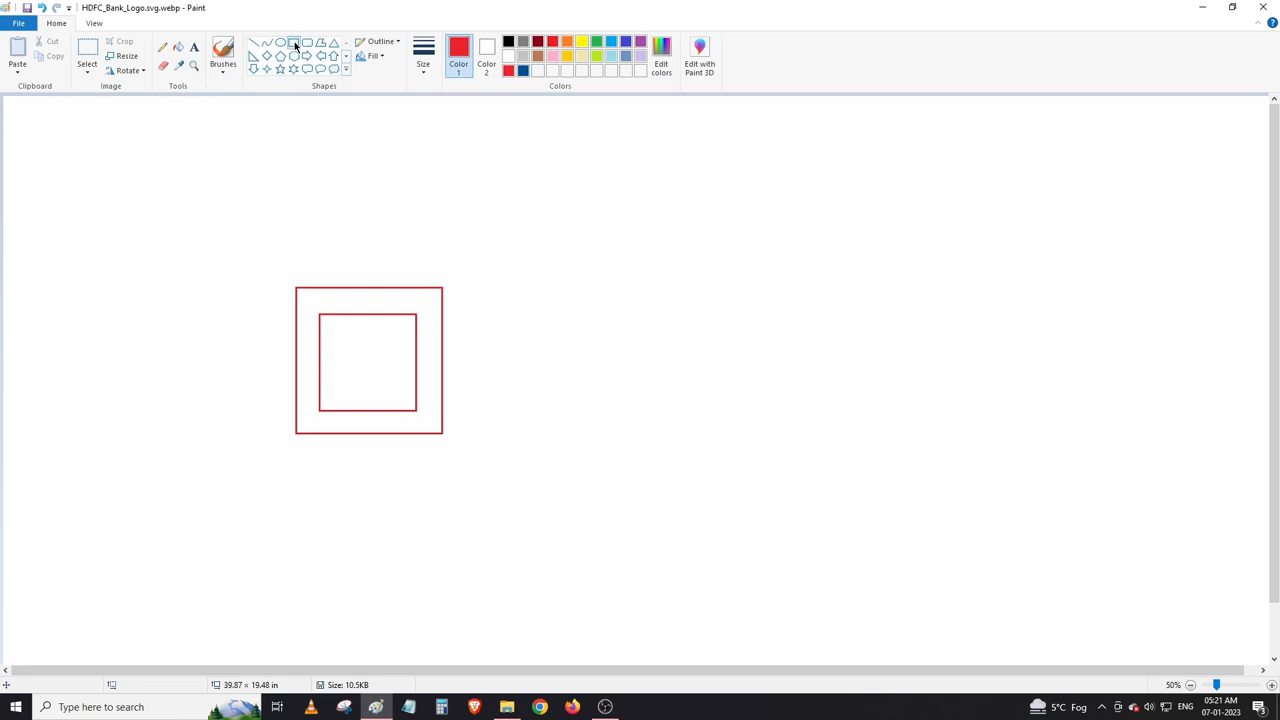 HDFC_Bank_Logo.svg.webp - Paint
File Home View
Paste
Cut
Copy
Clipboard
Select
Crop
Resize
Rotate
Image
A
Tools
Brushes
Outline
Fill
Shapes
Size
Color 1
Color 2
Edit colors
Colors
Edit with Paint 3D
39.87 × 19.48 in
Size: 10.5KB
50%
Type here to search
5°C Fog
ENG
05:21 AM
07-01-2023
3